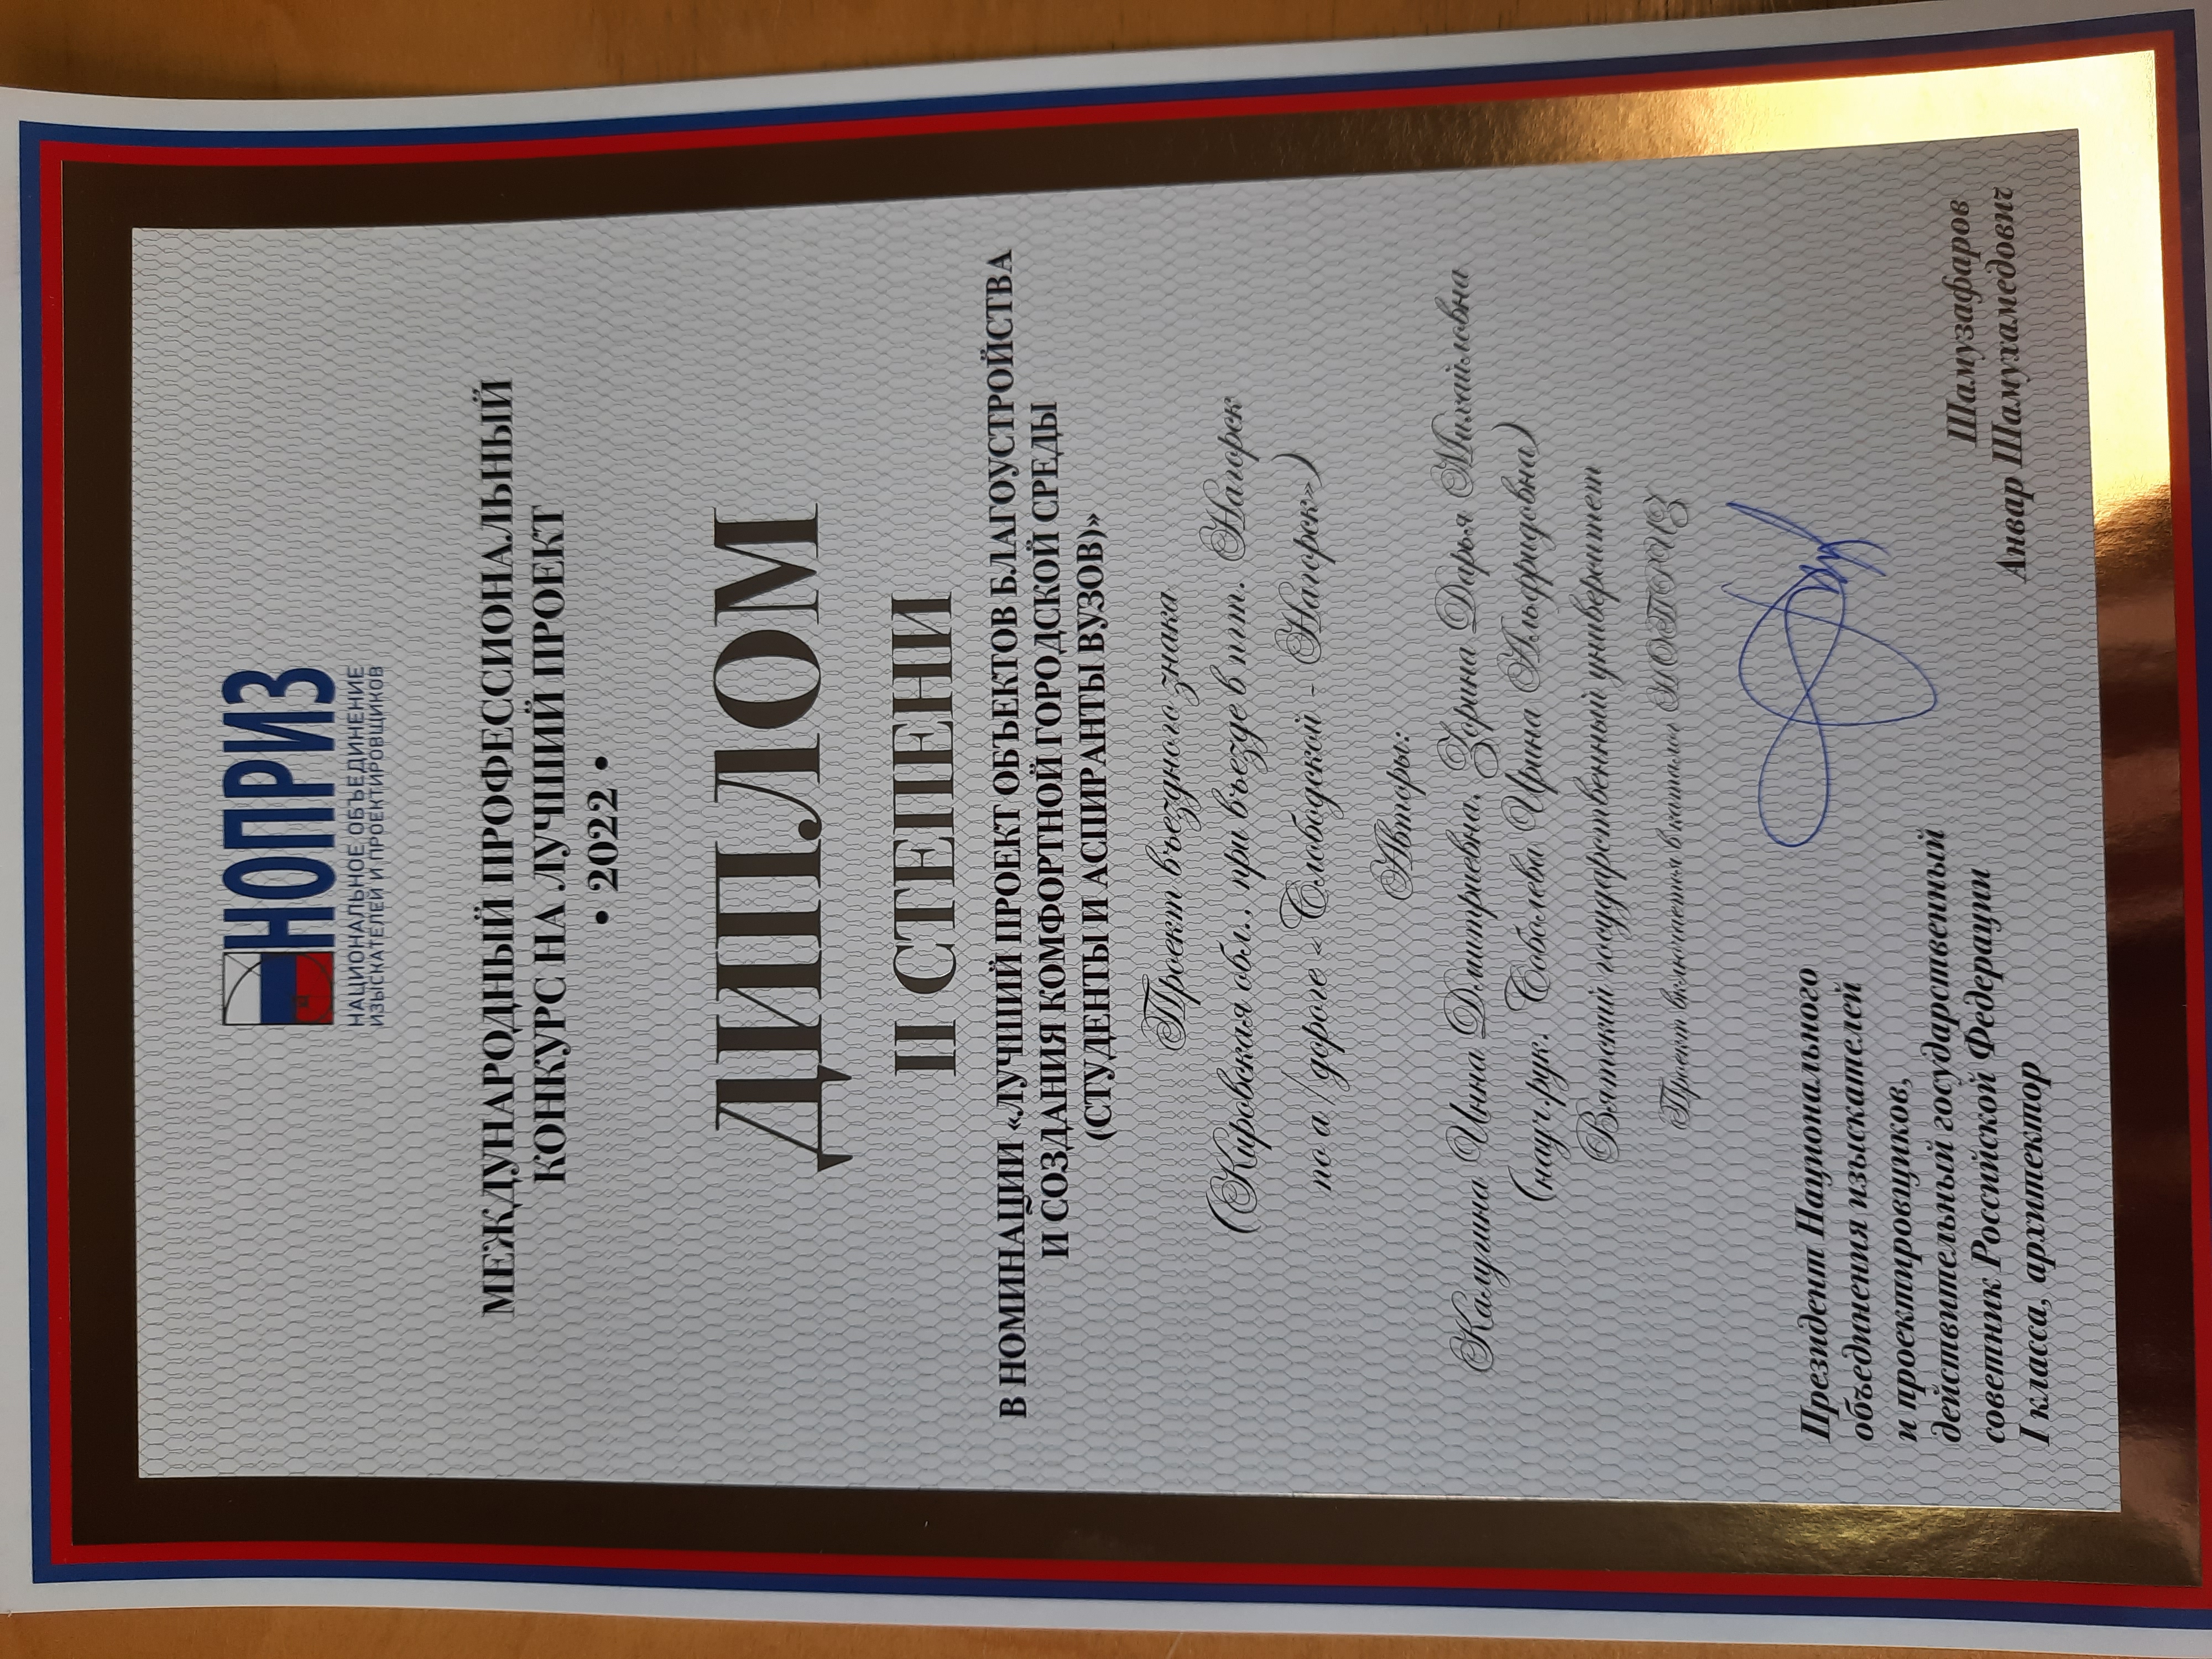 НОПРИЗ
НАЦИОНАЛЬНОЕ ОБЪЕДИНЕНИЕ
ИЗЫСКАТЕЛЕЙ И ПРОЕКТИРОВЩИКОВ
МЕЖДУНАРОДНЫЙ ПРОФЕССИОНАЛЬНЫЙ
КОНКУРС НА ЛУЧШИЙ ПРОЕКТ
• 2022 •
ДИПЛОМ
II СТЕПЕНИ
В НОМИНАЦИИ «ЛУЧШИЙ ПРОЕКТ ОБЪЕКТОВ БЛАГОУСТРОЙСТВА
И СОЗДАНИЯ КОМФОРТНОЙ ГОРОДСКОЙ СРЕДЫ
(СТУДЕНТЫ И АСПИРАНТЫ ВУЗОВ)»
Проект въездного знака
(Кировская обл., при въезде в пгт. Нагорск
по а/дороге «Слободской - Нагорск»)
Авторы:
Калугина Инна Дмитриевна, Зорина Дарья Михайловна
(науч.рук. Соболева Ирина Альфридовна)
Вятский государственный университет
Проект включается в каталог НОПРИЗ
Президент Национального
объединения изыскателей
и проектировщиков,
действительный государственный
советник Российской Федерации
I класса, архитектор
Шамузафаров
Анвар Шамухамедович